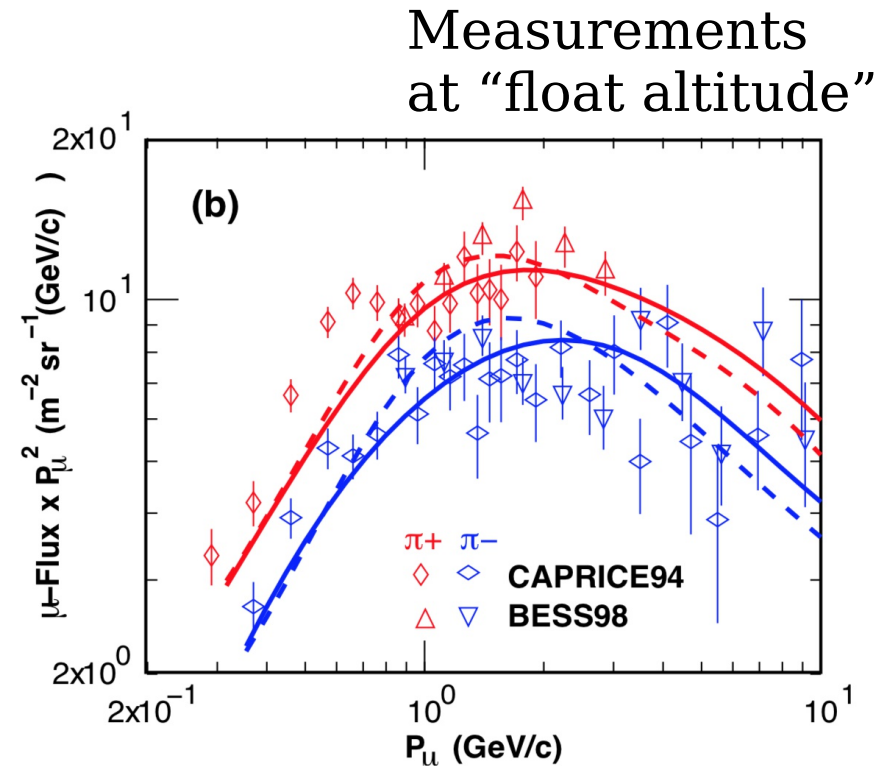 Measurements
at “float altitude”
2x10^1
(b)
10^1
2x10^0
μ–Flux x P_μ^2 (m^−2 sr^−1(GeV/c) )
π+ π−
CAPRICE94
BESS98
2x10^−1
10^0
10^1
P_μ (GeV/c)